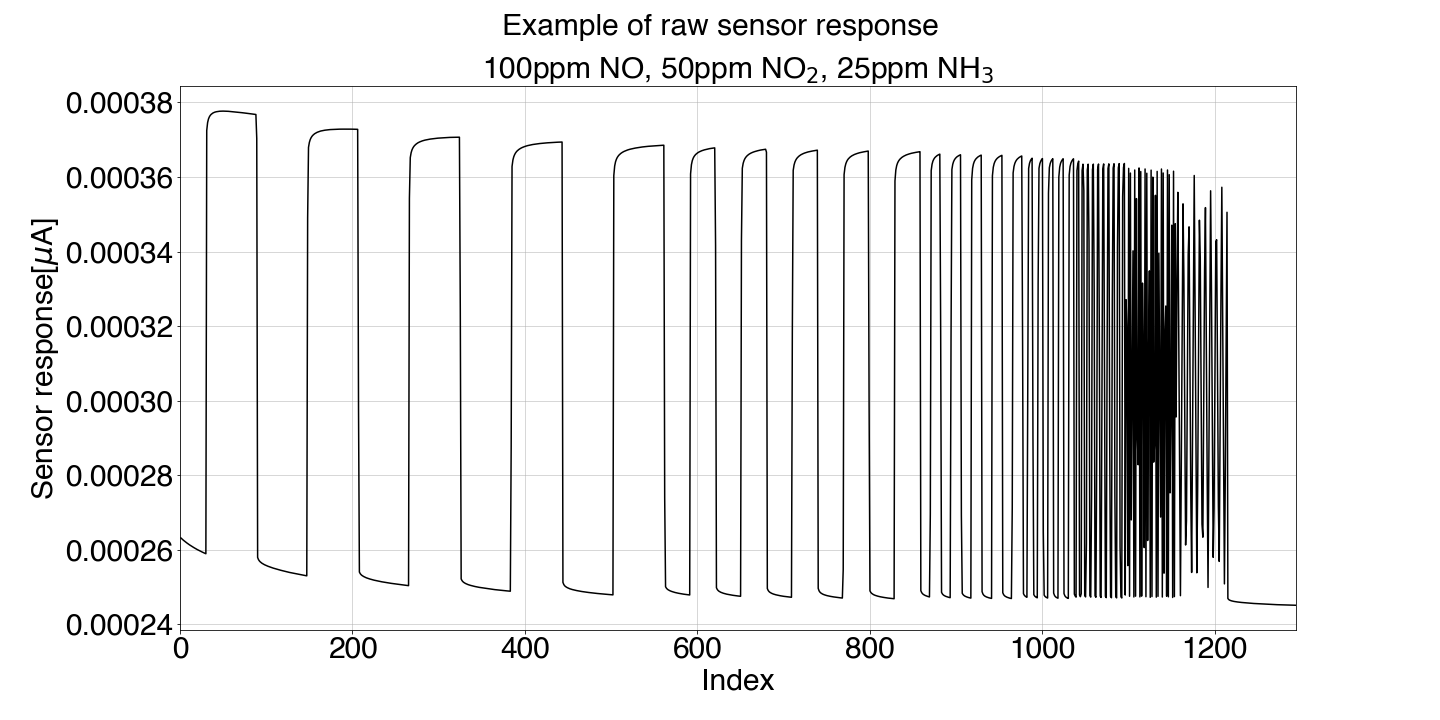 Example of raw sensor response
100ppm NO, 50ppm NO₂, 25ppm NH₃
0.00038
0.00036
0.00034
0.00032
0.00030
0.00028
0.00026
0.00024
Sensor response[μA]
0 200 400 600 800 1000 1200
Index